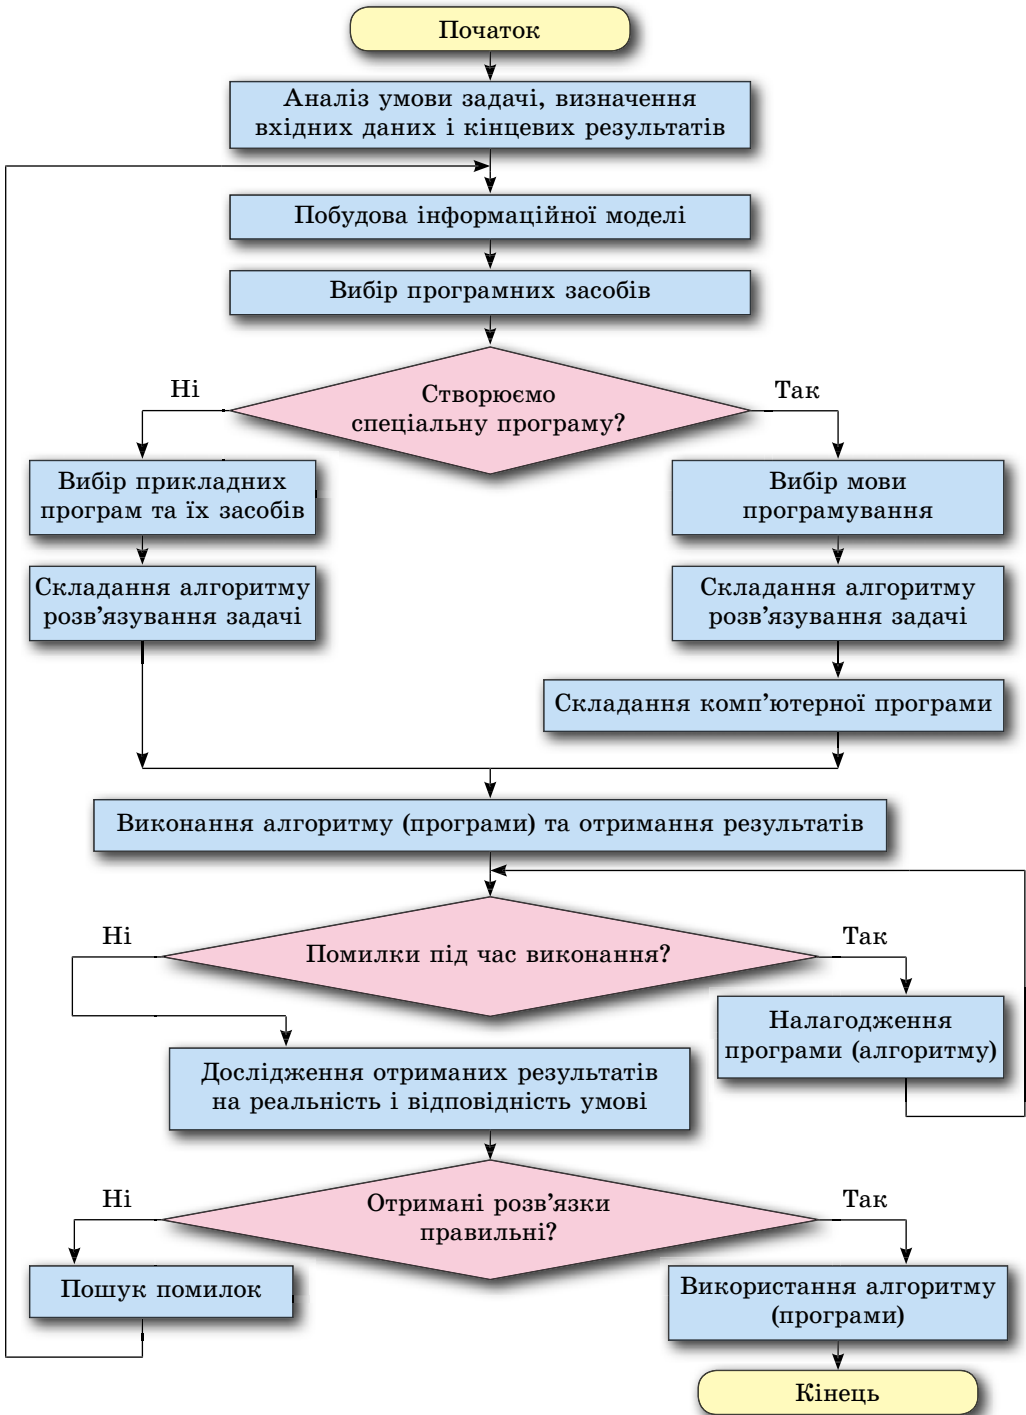 Початок
Аналіз умови задачі, визначення
вхідних даних і кінцевих результатів
Побудова інформаційної моделі
Вибір програмних засобів
Ні
Створюємо
спеціальну програму?
Так
Вибір прикладних
програм та їх засобів
Вибір мови
програмування
Складання алгоритму
розв’язування задачі
Складання алгоритму
розв’язування задачі
Складання комп’ютерної програми
Виконання алгоритму (програми) та отримання результатів
Ні
Помилки під час виконання?
Так
Налагодження
програми (алгоритму)
Дослідження отриманих результатів
на реальність і відповідність умові
Ні
Отримані розв’язки
правильні?
Так
Пошук помилок
Використання алгоритму
(програми)
Кінець